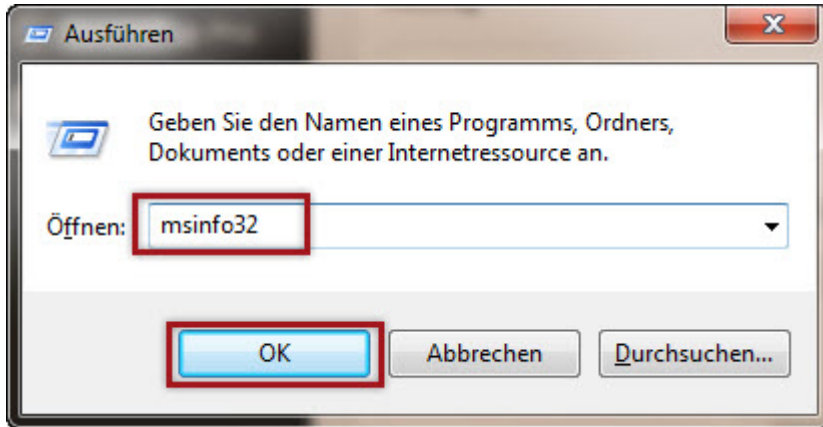 Ausführen
Geben Sie den Namen eines Programms, Ordners,
Dokuments oder einer Internetressource an.
Öffnen: msinfo32
OK Abbrechen Durchsuchen...